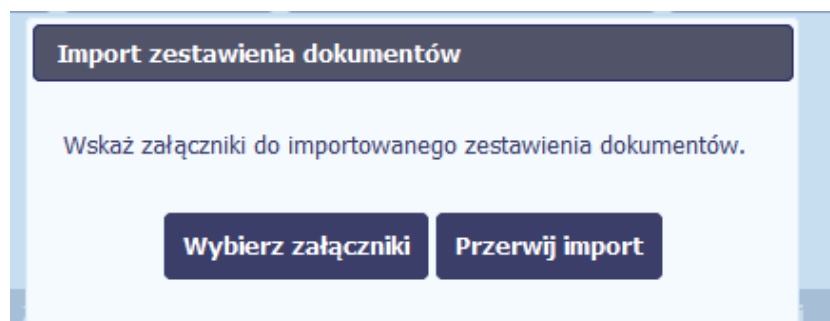 Import zestawienia dokumentów
Wskaż załączniki do importowanego zestawienia dokumentów.
Wybierz załączniki Przerwij import